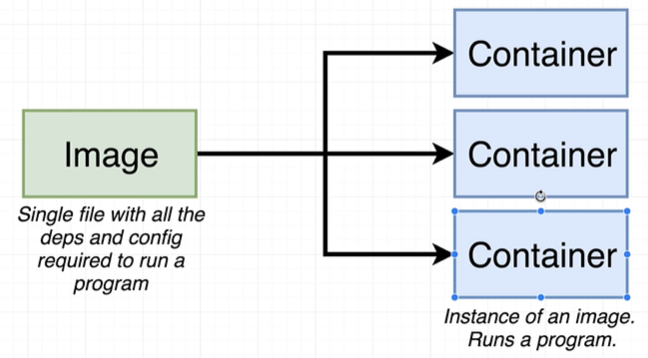 Container
Image
Container
Single file with all the
deps and config
required to run a
program
Container
Instance of an image.
Runs a program.